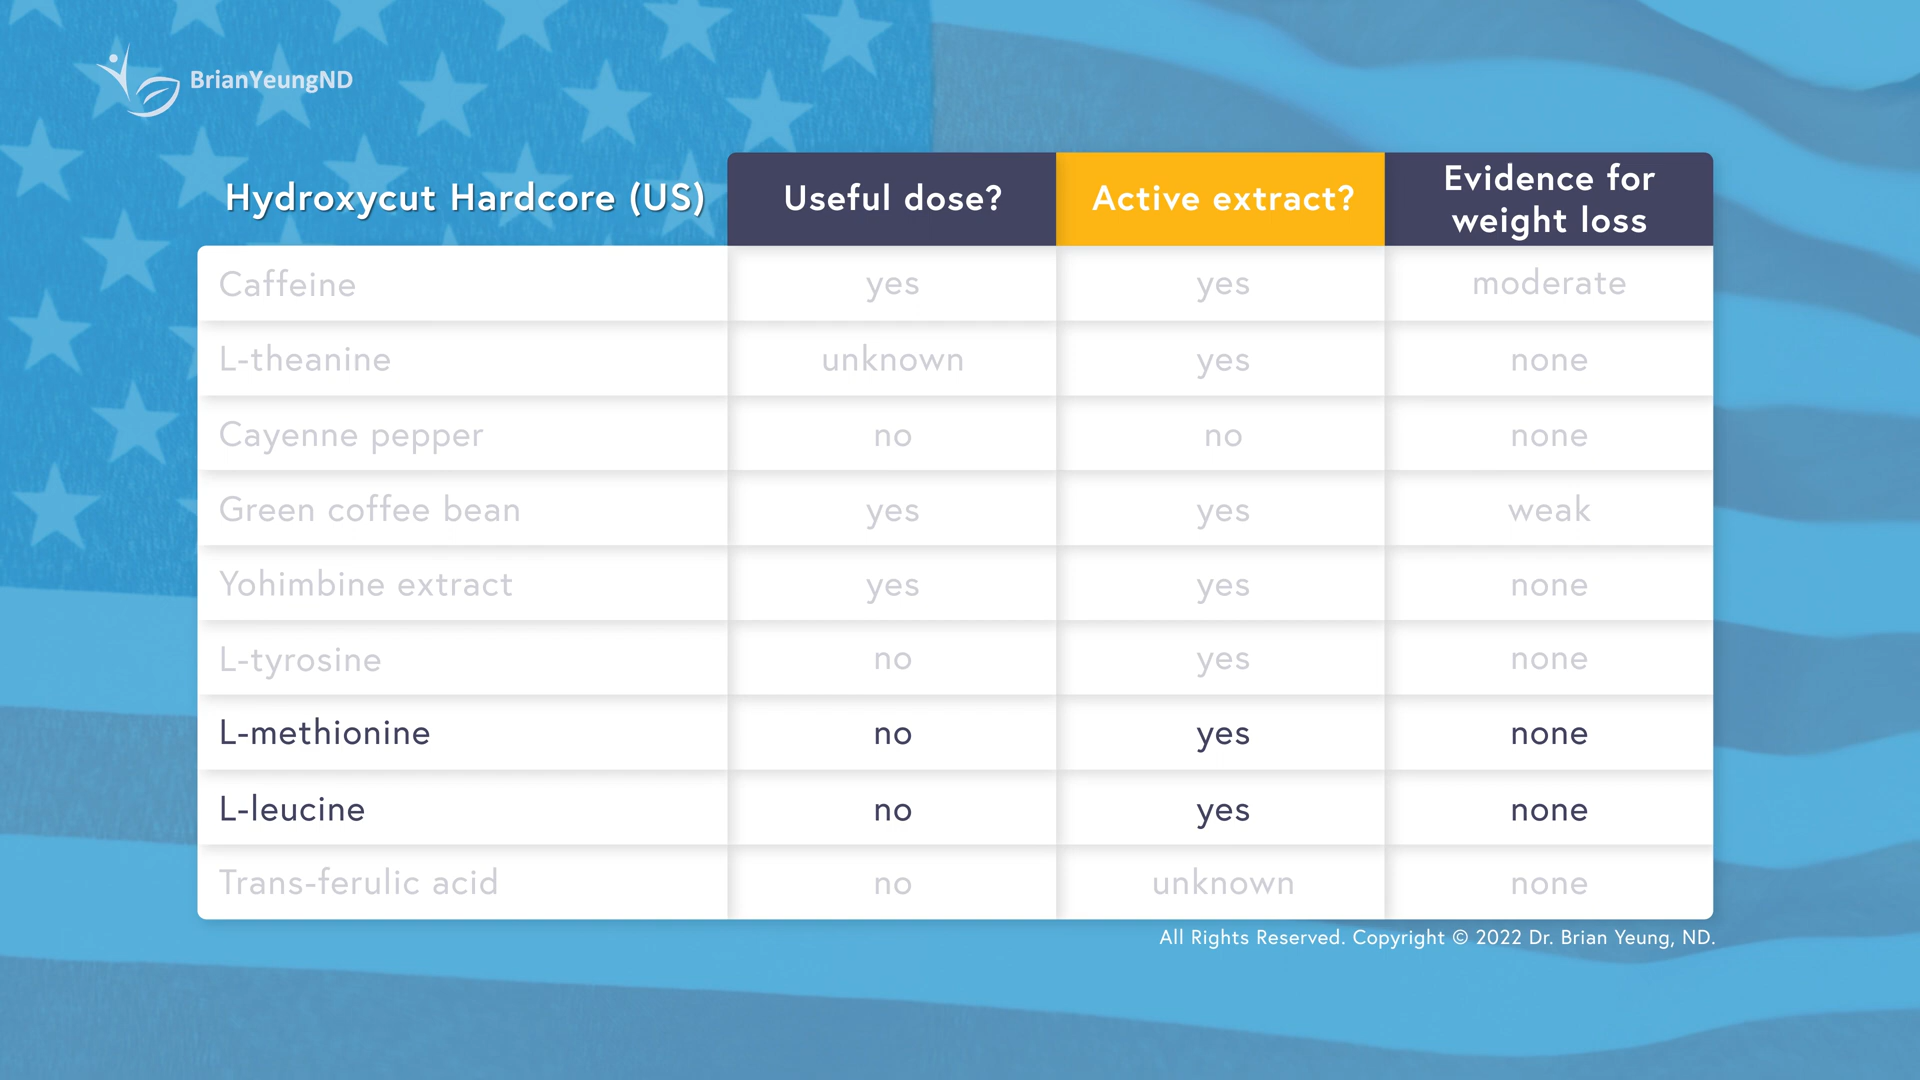 BrianYeungND
Hydroxycut Hardcore (US) Useful dose? Active extract? Evidence for weight loss
Caffeine yes yes moderate
L-theanine unknown yes none
Cayenne pepper no no none
Green coffee bean yes yes weak
Yohimbine extract yes yes none
L-tyrosine no yes none
L-methionine no yes none
L-leucine no yes none
Trans-ferulic acid no unknown none
All Rights Reserved. Copyright © 2022 Dr. Brian Yeung, ND.